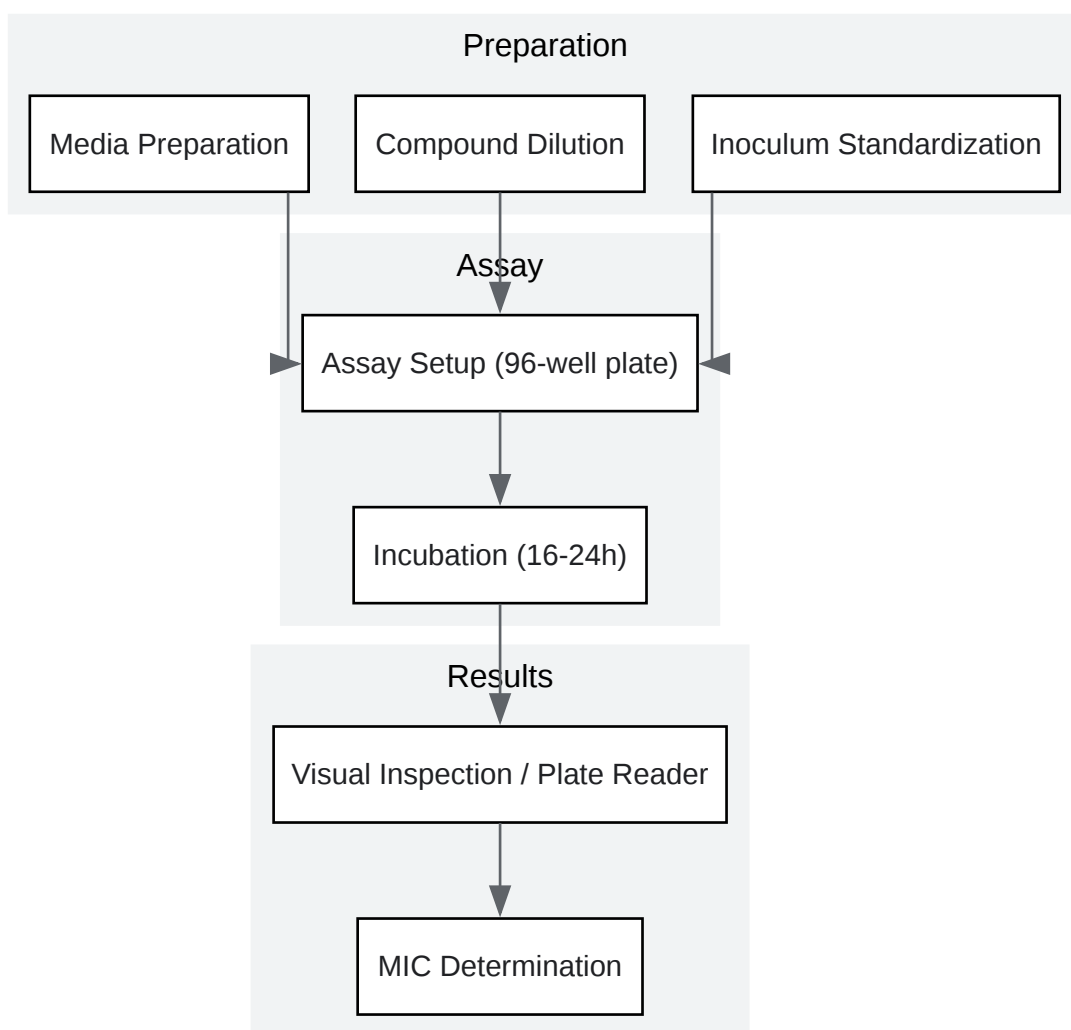 Preparation
Media Preparation
Compound Dilution
Inoculum Standardization
Assay
Assay Setup (96-well plate)
Incubation (16-24h)
Results
Visual Inspection / Plate Reader
MIC Determination